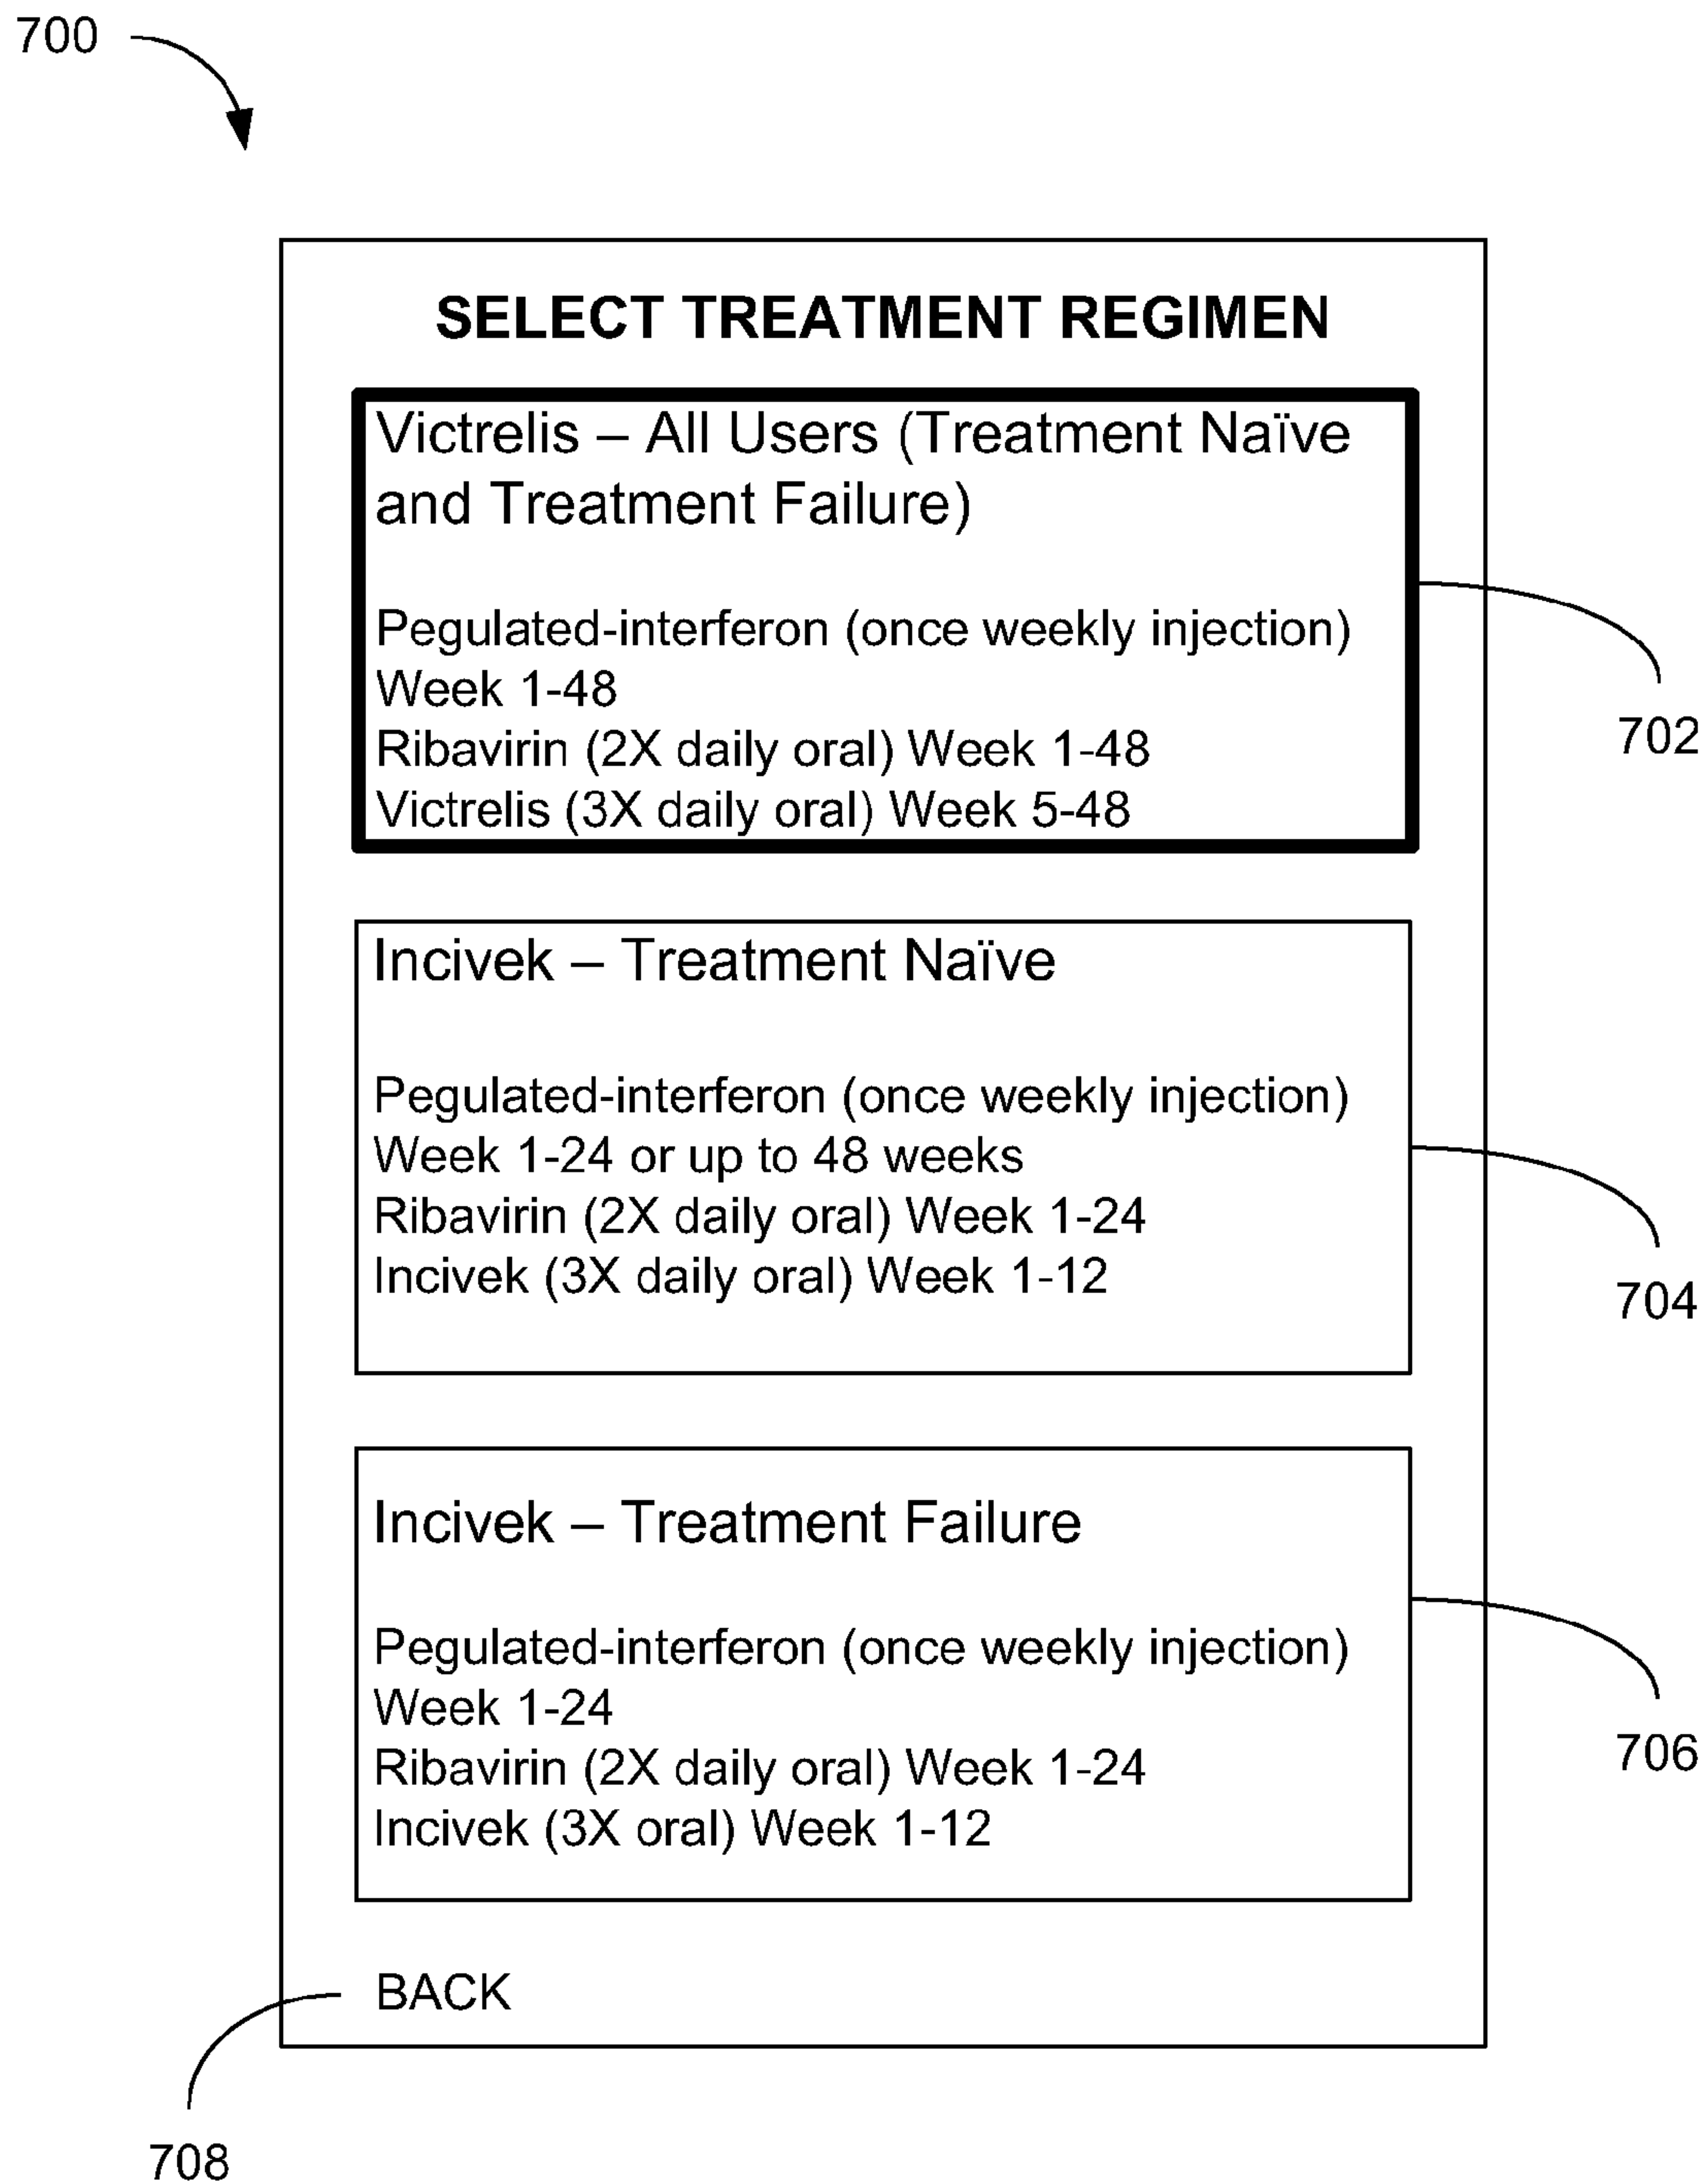 700
SELECT TREATMENT REGIMEN
Victrelis – All Users (Treatment Naïve
and Treatment Failure)
Pegulated-interferon (once weekly injection)
Week 1-48
Ribavirin (2X daily oral) Week 1-48
Victrelis (3X daily oral) Week 5-48
702
Incivek – Treatment Naïve
Pegulated-interferon (once weekly injection)
Week 1-24 or up to 48 weeks
Ribavirin (2X daily oral) Week 1-24
Incivek (3X daily oral) Week 1-12
704
Incivek – Treatment Failure
Pegulated-interferon (once weekly injection)
Week 1-24
Ribavirin (2X daily oral) Week 1-24
Incivek (3X oral) Week 1-12
706
BACK
708